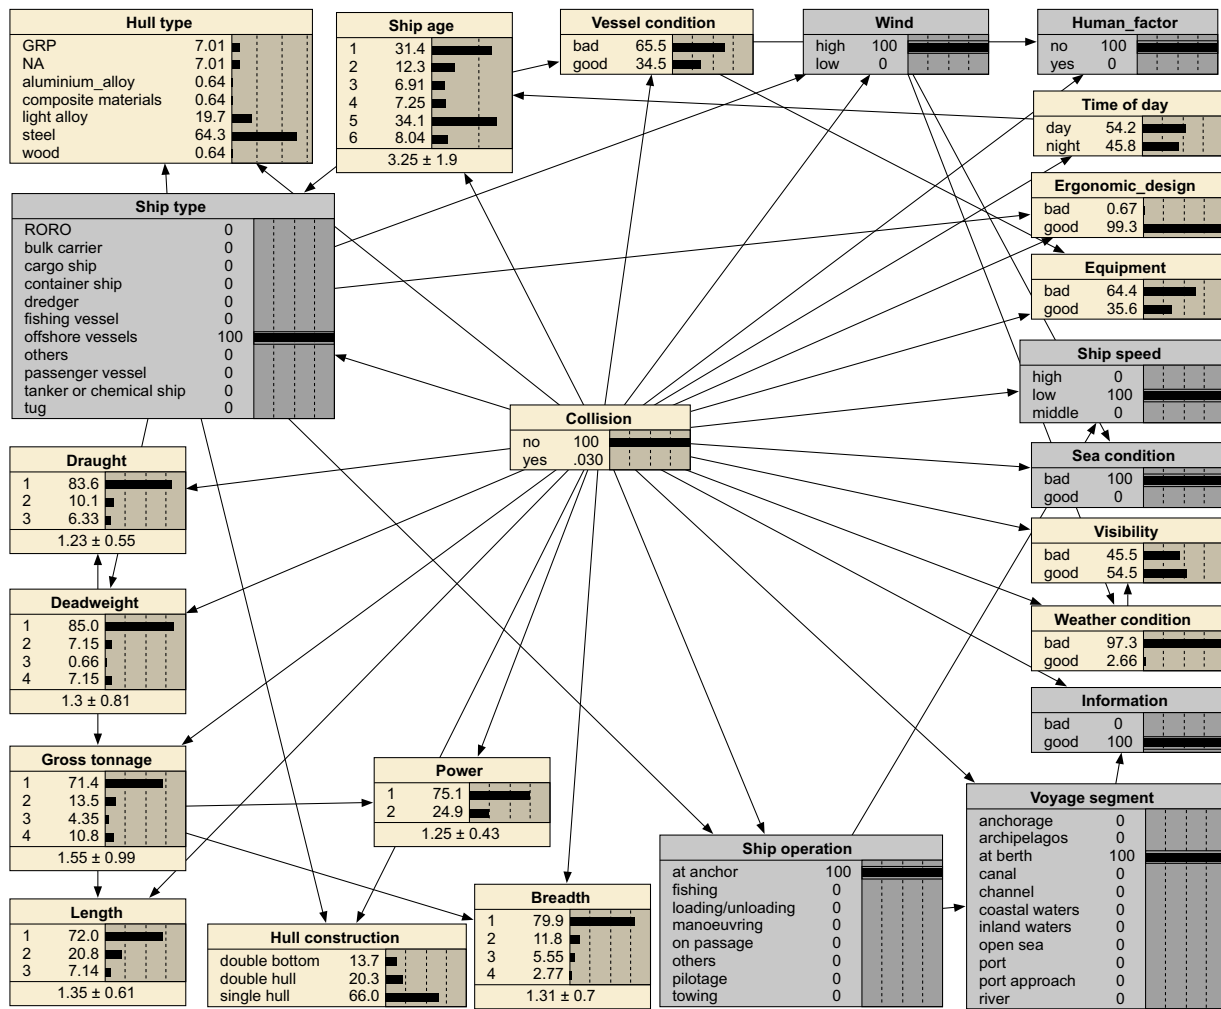 Hull type
GRP 7.01
NA 7.01
aluminium_alloy 0.64
composite materials 0.64
light alloy 19.7
steel 64.3
wood 0.64
Ship age
1 31.4
2 12.3
3 6.91
4 7.25
5 34.1
6 8.04
3.25 ± 1.9
Vessel condition
bad 65.5
good 34.5
Wind
high 100
low 0
Human_factor
no 100
yes 0
Time of day
day 54.2
night 45.8
Ergonomic_design
bad 0.67
good 99.3
Equipment
bad 64.4
good 35.6
Ship type
RORO 0
bulk carrier 0
cargo ship 0
container ship 0
dredger 0
fishing vessel 0
offshore vessels 100
others 0
passenger vessel 0
tanker or chemical ship 0
tug 0
Ship speed
high 0
low 100
middle 0
Collision
no 100
yes .030
Sea condition
bad 100
good 0
Draught
1 83.6
2 10.1
3 6.33
1.23 ± 0.55
Visibility
bad 45.5
good 54.5
Deadweight
1 85.0
2 7.15
3 0.66
4 7.15
1.3 ± 0.81
Weather condition
bad 97.3
good 2.66
Information
bad 0
good 100
Gross tonnage
1 71.4
2 13.5
3 4.35
4 10.8
1.55 ± 0.99
Power
1 75.1
2 24.9
1.25 ± 0.43
Voyage segment
anchorage 0
archipelagos 0
at berth 100
canal 0
channel 0
coastal waters 0
inland waters 0
open sea 0
port 0
port approach 0
river 0
Ship operation
at anchor 100
fishing 0
loading/unloading 0
manoeuvring 0
on passage 0
others 0
pilotage 0
towing 0
Length
1 72.0
2 20.8
3 7.14
1.35 ± 0.61
Hull construction
double bottom 13.7
double hull 20.3
single hull 66.0
Breadth
1 79.9
2 11.8
3 5.55
4 2.77
1.31 ± 0.7